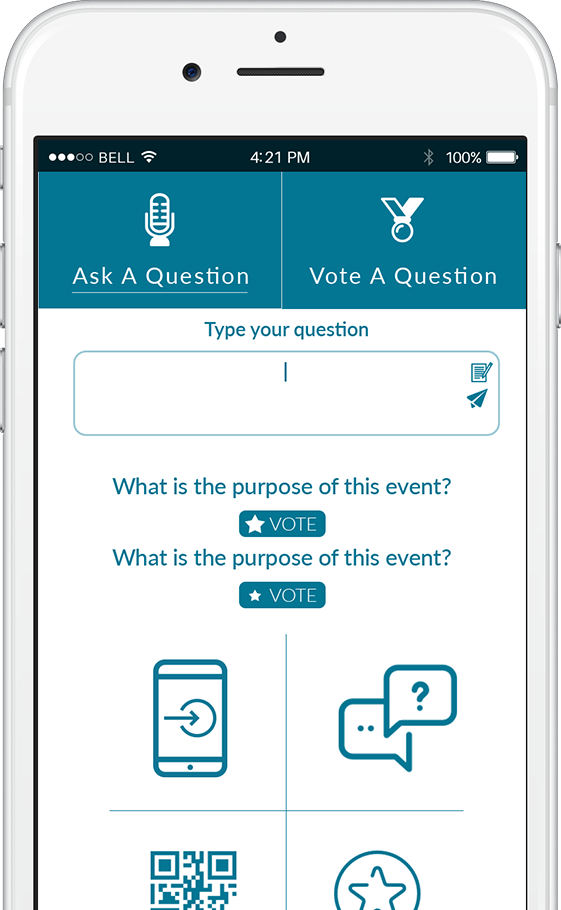 BELL 4:21 PM 100%
Ask A Question Vote A Question
Type your question
What is the purpose of this event?
VOTE
What is the purpose of this event?
VOTE
?